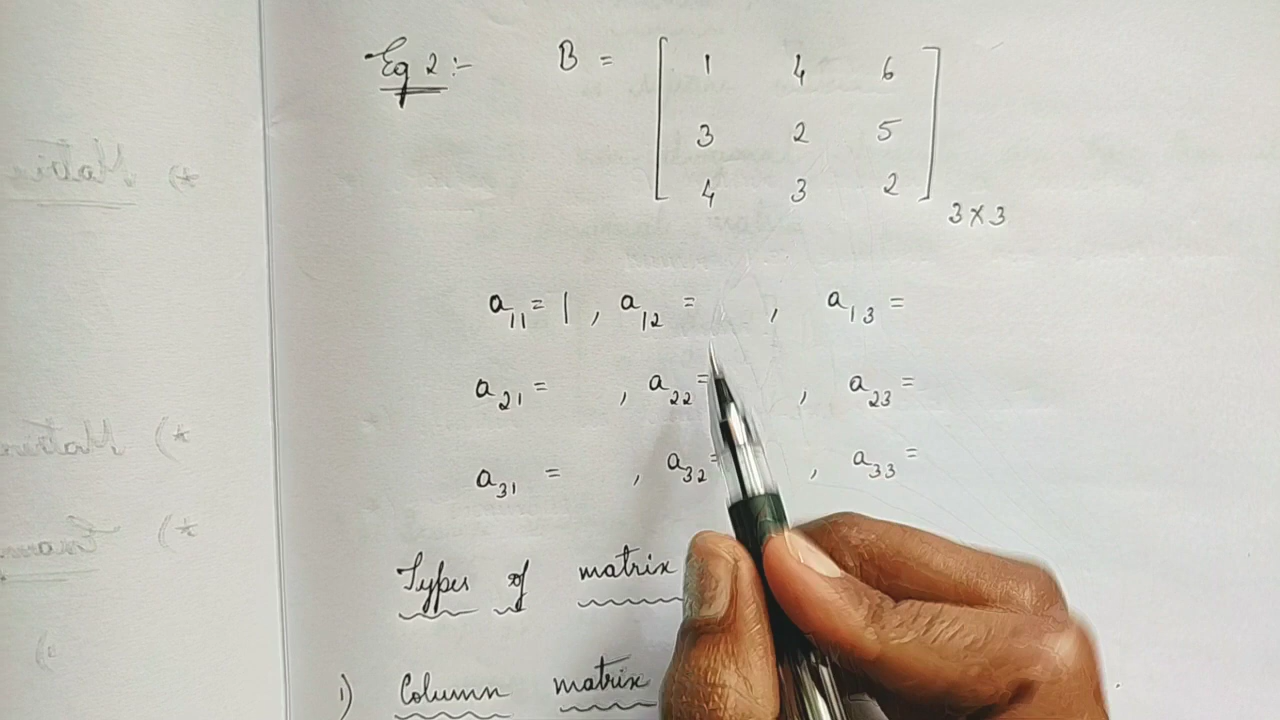 Eg 2:- B = [ 1 4 6
3 2 5
4 3 2 ] 3×3
a11 = 1 , a12 = , a13 =
a21 = , a22 = , a23 =
a31 = , a32 = , a33 =
Types of matrix
1) Column matrix